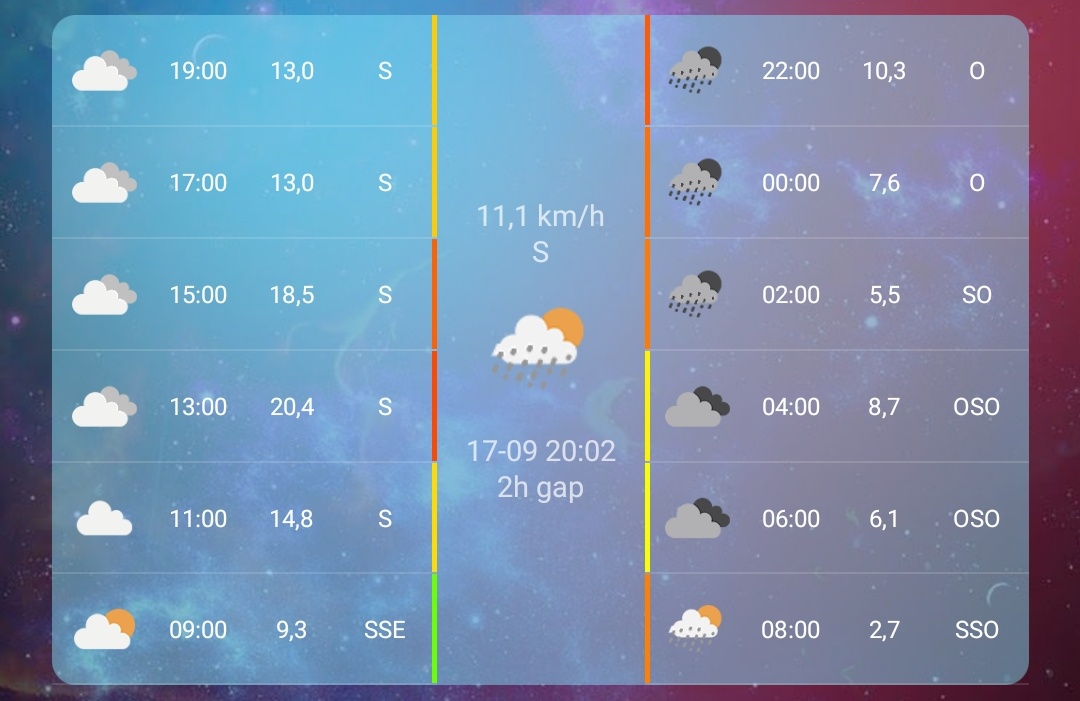 19:00 13,0 S
17:00 13,0 S
15:00 18,5 S
13:00 20,4 S
11:00 14,8 S
09:00 9,3 SSE
11,1 km/h
S
17-09 20:02
2h gap
22:00 10,3 O
00:00 7,6 O
02:00 5,5 SO
04:00 8,7 OSO
06:00 6,1 OSO
08:00 2,7 SSO